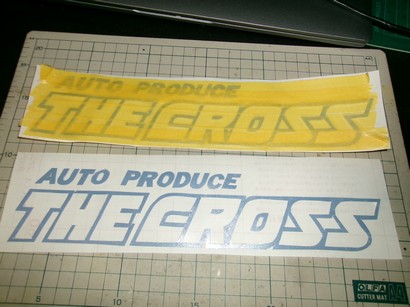 AUTO PRODUCE
THE CROSS
AUTO PRODUCE
THE CROSS
OLFA
CUTTER MAT